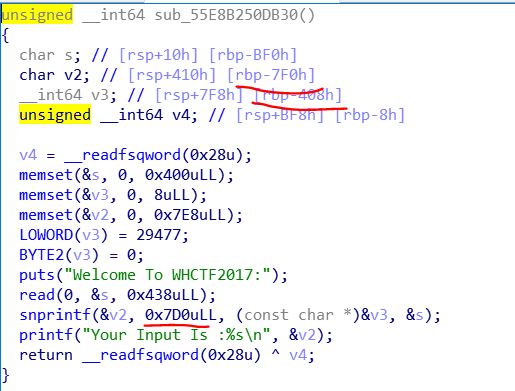 unsigned __int64 sub_55E8B250DB30()
{
char s; // [rsp+10h] [rbp-BF0h]
char v2; // [rsp+410h] [rbp-7F0h]
__int64 v3; // [rsp+7F8h] [rbp-408h]
unsigned __int64 v4; // [rsp+BF8h] [rbp-8h]
v4 = __readfsqword(0x28u);
memset(&s, 0, 0x400uLL);
memset(&v3, 0, 8uLL);
memset(&v2, 0, 0x7E8uLL);
LOWORD(v3) = 29477;
BYTE2(v3) = 0;
puts("Welcome To WHCTF2017:");
read(0, &s, 0x438uLL);
snprintf(&v2, 0x7D0uLL, (const char *)&v3, &s);
printf("Your Input Is :%s\n", &v2);
return __readfsqword(0x28u) ^ v4;
}